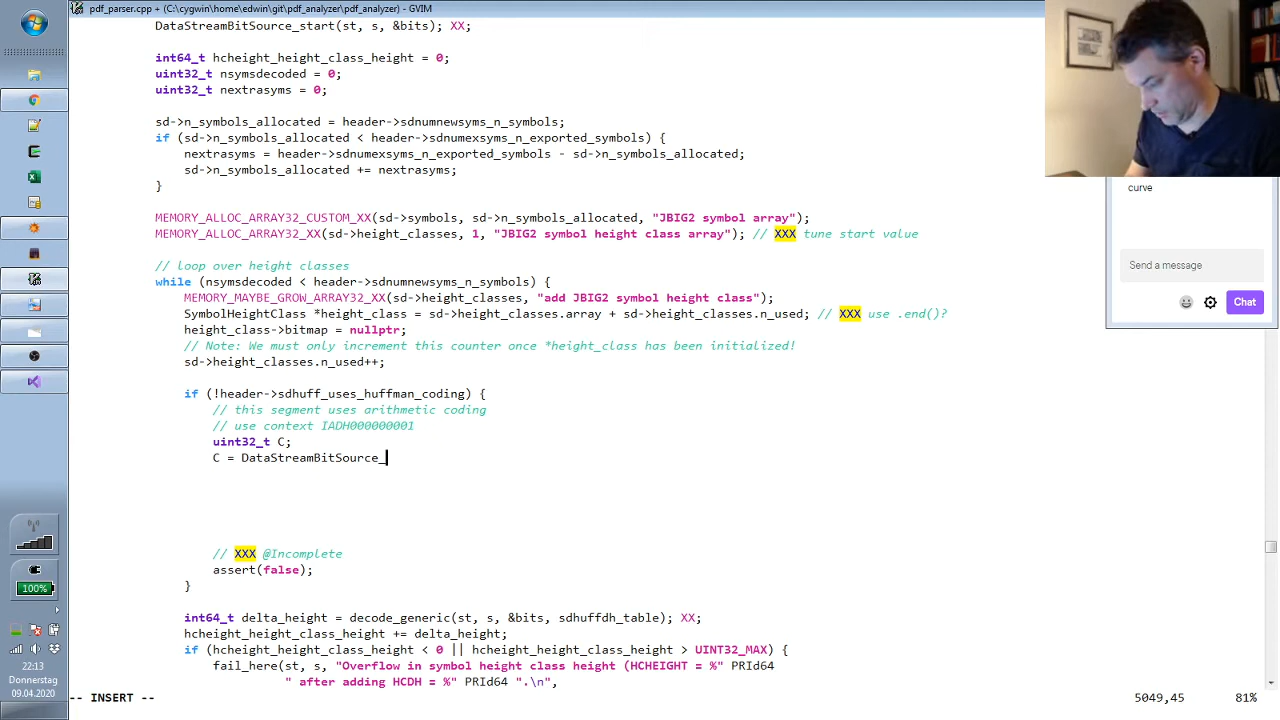 pdf_parser.cpp + (C:\cygwin\home\edwin\git\pdf_analyzer\pdf_analyzer) - GVIM
DataStreamBitSource_start(st, s, &bits); XX;
int64_t hcheight_height_class_height = 0;
uint32_t nsymsdecoded = 0;
uint32_t nextrasyms = 0;
sd->n_symbols_allocated = header->sdnumnewsyms_n_symbols;
if (sd->n_symbols_allocated < header->sdnumexsyms_n_exported_symbols) {
nextrasyms = header->sdnumexsyms_n_exported_symbols - sd->n_symbols_allocated;
sd->n_symbols_allocated += nextrasyms;
}
MEMORY_ALLOC_ARRAY32_CUSTOM_XX(sd->symbols, sd->n_symbols_allocated, "JBIG2 symbol array");
MEMORY_ALLOC_ARRAY32_XX(sd->height_classes, 1, "JBIG2 symbol height class array"); // XXX tune start value
// loop over height classes
while (nsymsdecoded < header->sdnumnewsyms_n_symbols) {
MEMORY_MAYBE_GROW_ARRAY32_XX(sd->height_classes, "add JBIG2 symbol height class");
SymbolHeightClass *height_class = sd->height_classes.array + sd->height_classes.n_used; // XXX use .end()?
height_class->bitmap = nullptr;
// Note: We must only increment this counter once *height_class has been initialized!
sd->height_classes.n_used++;
if (!header->sdhuff_uses_huffman_coding) {
// this segment uses arithmetic coding
// use context IADH000000001
uint32_t C;
C = DataStreamBitSource_
// XXX @Incomplete
assert(false);
}
int64_t delta_height = decode_generic(st, s, &bits, sdhuffdh_table); XX;
hcheight_height_class_height += delta_height;
if (hcheight_height_class_height < 0 || hcheight_height_class_height > UINT32_MAX) {
fail_here(st, s, "Overflow in symbol height class height (HCHEIGHT = %" PRId64
" after adding HCDH = %" PRId64 ".\n",
-- INSERT --
5049,45
81%
curve
Send a message
Chat
100%
22:13
Donnerstag
09.04.2020